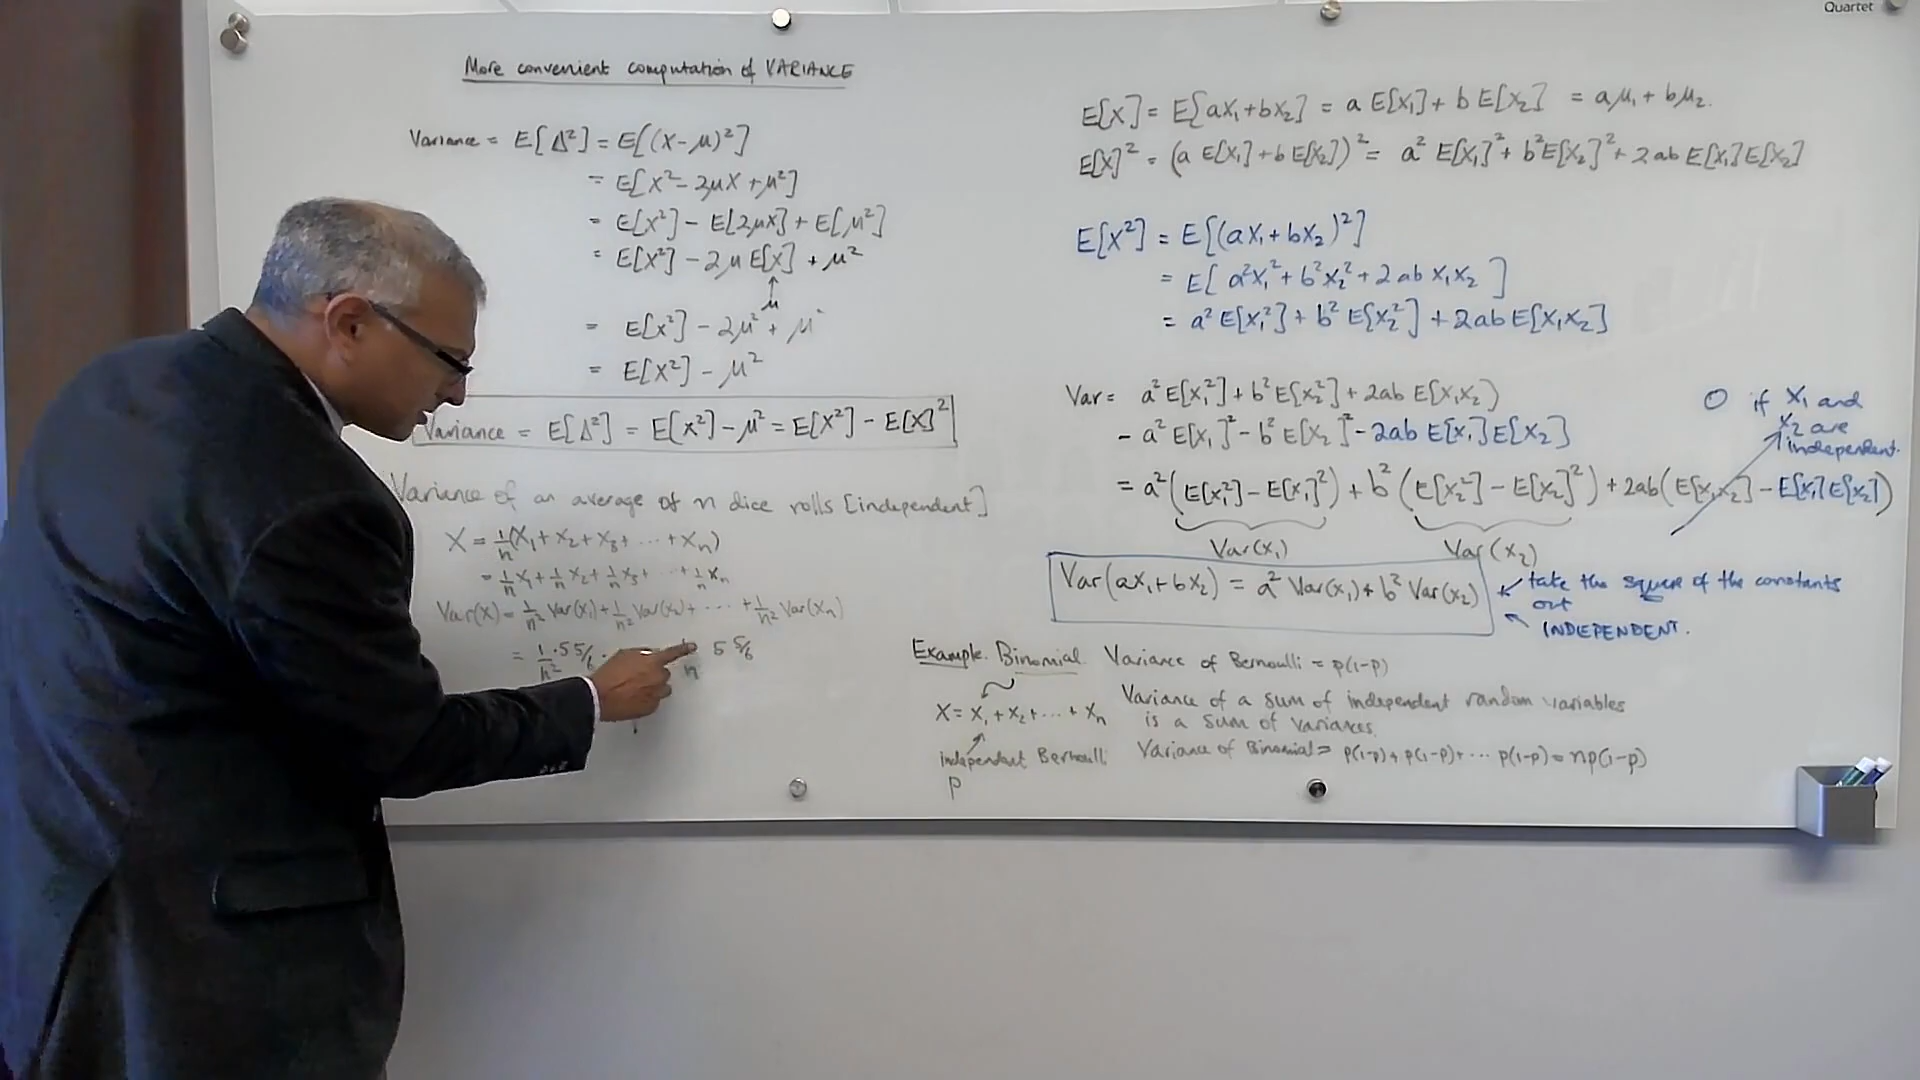 Quartet
More convenient computation of VARIANCE
Variance = E[Δ²] = E[(X-μ)²]
= E[X² - 2μX + μ²]
= E[X²] - E[2μX] + E[μ²]
= E[X²] - 2μ E[X] + μ²
↑
μ
= E[X²] - 2μ² + μ²
= E[X²] - μ²
Variance = E[Δ²] = E[X²] - μ² = E[X²] - E[X]²
Variance of an average of n dice rolls [independent]
X = 1/n (X₁ + X₂ + X₃ + ⋯ + Xₙ)
= 1/n X₁ + 1/n X₂ + 1/n X₃ + ⋯ + 1/n Xₙ
Var(X) = 1/n² Var(X₁) + 1/n² Var(X₂) + ⋯ + 1/n² Var(Xₙ)
= 1/n² · 5 5/6 · 5 5/6
n
E[X] = E[aX₁ + bX₂] = a E[X₁] + b E[X₂] = aμ₁ + bμ₂.
E[X]² = (a E[X₁] + b E[X₂])² = a² E[X₁]² + b² E[X₂]² + 2ab E[X₁] E[X₂]
E[X²] = E[(aX₁ + bX₂)²]
= E[a²X₁² + b²X₂² + 2ab X₁X₂]
= a² E[X₁²] + b² E[X₂²] + 2ab E[X₁X₂]
Var = a² E[X₁²] + b² E[X₂²] + 2ab E[X₁X₂]
- a² E[X₁]² - b² E[X₂]² - 2ab E[X₁] E[X₂]
= a² (E[X₁²] - E[X₁]²) + b² (E[X₂²] - E[X₂]²) + 2ab (E[X₁X₂] - E[X₁] E[X₂])
0 if X₁ and
X₂ are
independent.
Var(X₁) Var(X₂)
Var(aX₁ + bX₂) = a² Var(X₁) + b² Var(X₂)
take the square of the constants
out
INDEPENDENT.
Example. Binomial. Variance of Bernoulli = p(1-p)
X = X₁ + X₂ + ⋯ + Xₙ
independent Bernoulli
p
Variance of a sum of independent random variables
is a sum of variances.
Variance of Binomial = p(1-p) + p(1-p) + ⋯ p(1-p) = np(1-p)